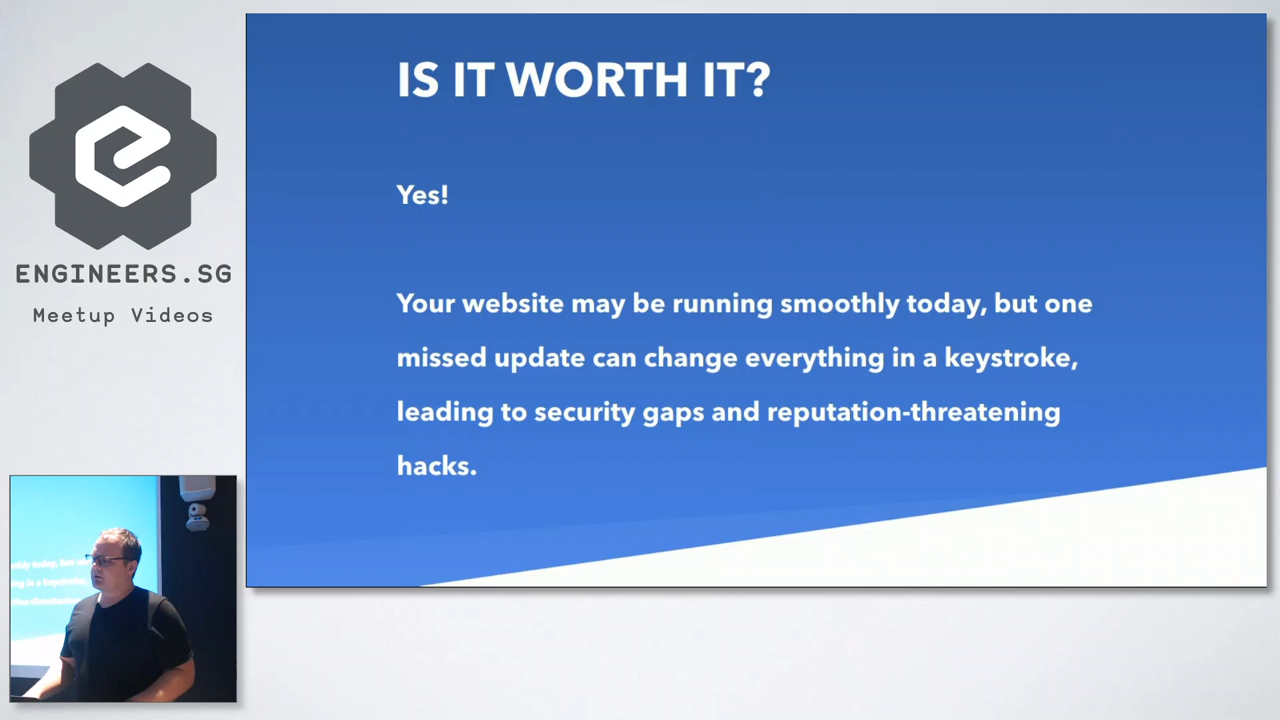 IS IT WORTH IT?
Yes!
Your website may be running smoothly today, but one
missed update can change everything in a keystroke,
leading to security gaps and reputation-threatening
hacks.
ENGINEERS.SG
Meetup Videos